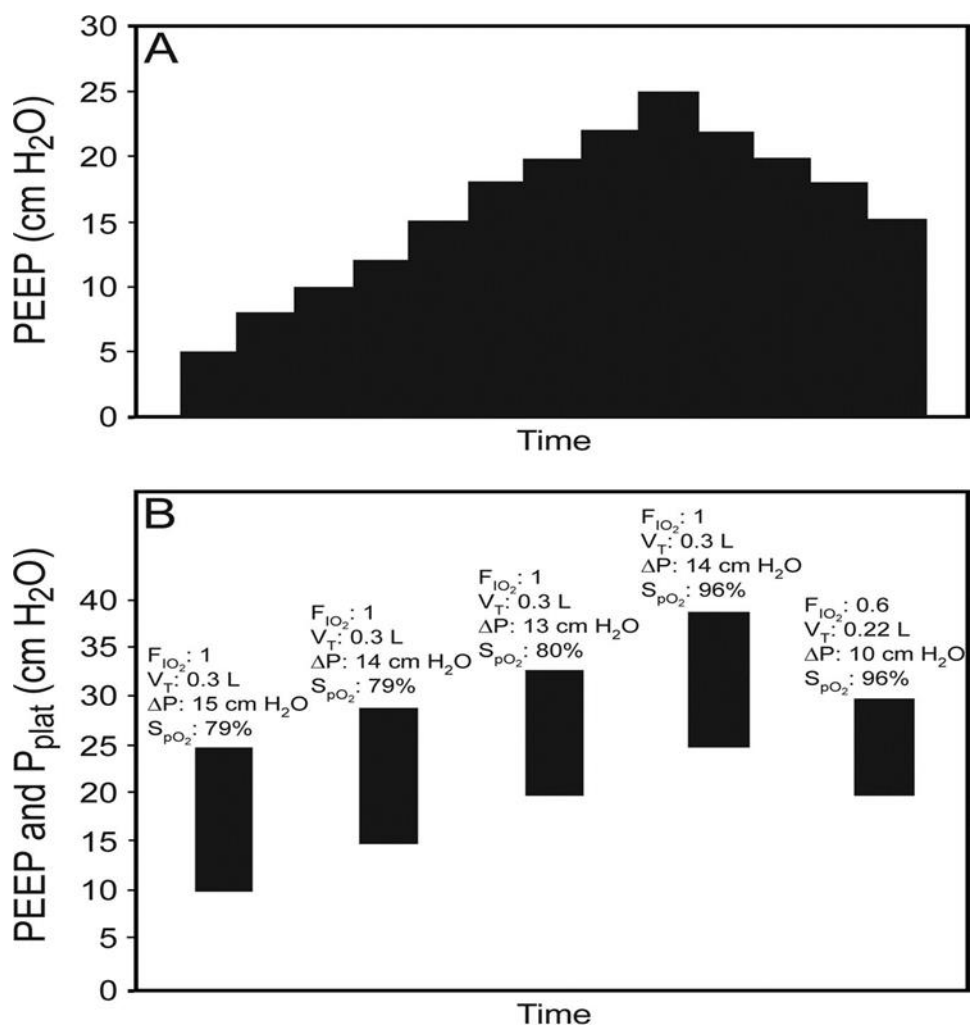 A
PEEP (cm H₂O)
30
25
20
15
10
5
0
Time
B
PEEP and Pplat (cm H₂O)
40
35
30
25
20
15
10
5
0
FIO₂: 1
VT: 0.3 L
ΔP: 15 cm H₂O
SpO₂: 79%
FIO₂: 1
VT: 0.3 L
ΔP: 14 cm H₂O
SpO₂: 79%
FIO₂: 1
VT: 0.3 L
ΔP: 13 cm H₂O
SpO₂: 80%
FIO₂: 1
VT: 0.3 L
ΔP: 14 cm H₂O
SpO₂: 96%
FIO₂: 0.6
VT: 0.22 L
ΔP: 10 cm H₂O
SpO₂: 96%
Time